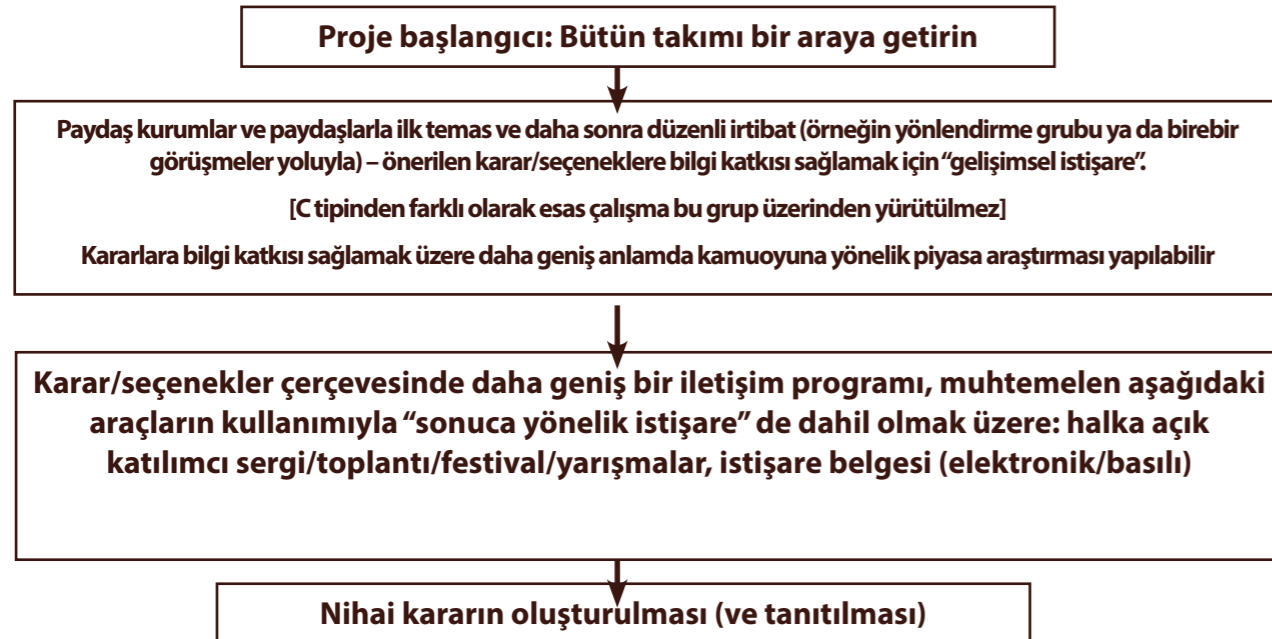 Proje başlangıcı: Bütün takımı bir araya getirin
Paydaş kurumlar ve paydaşlarla ilk temas ve daha sonra düzenli irtibat (örneğin yönlendirme grubu ya da birebir
görüşmeler yoluyla) – önerilen karar/seçeneklere bilgi katkısı sağlamak için “gelişimsel istişare”.
[C tipinden farklı olarak esas çalışma bu grup üzerinden yürütülmez]
Kararlara bilgi katkısı sağlamak üzere daha geniş anlamda kamuoyuna yönelik piyasa araştırması yapılabilir
Karar/seçenekler çerçevesinde daha geniş bir iletişim programı, muhtemelen aşağıdaki
araçların kullanımıyla “sonuca yönelik istişare” de dahil olmak üzere: halka açık
katılımcı sergi/toplantı/festival/yarışmalar, istişare belgesi (elektronik/basılı)
Nihai kararın oluşturulması (ve tanıtılması)